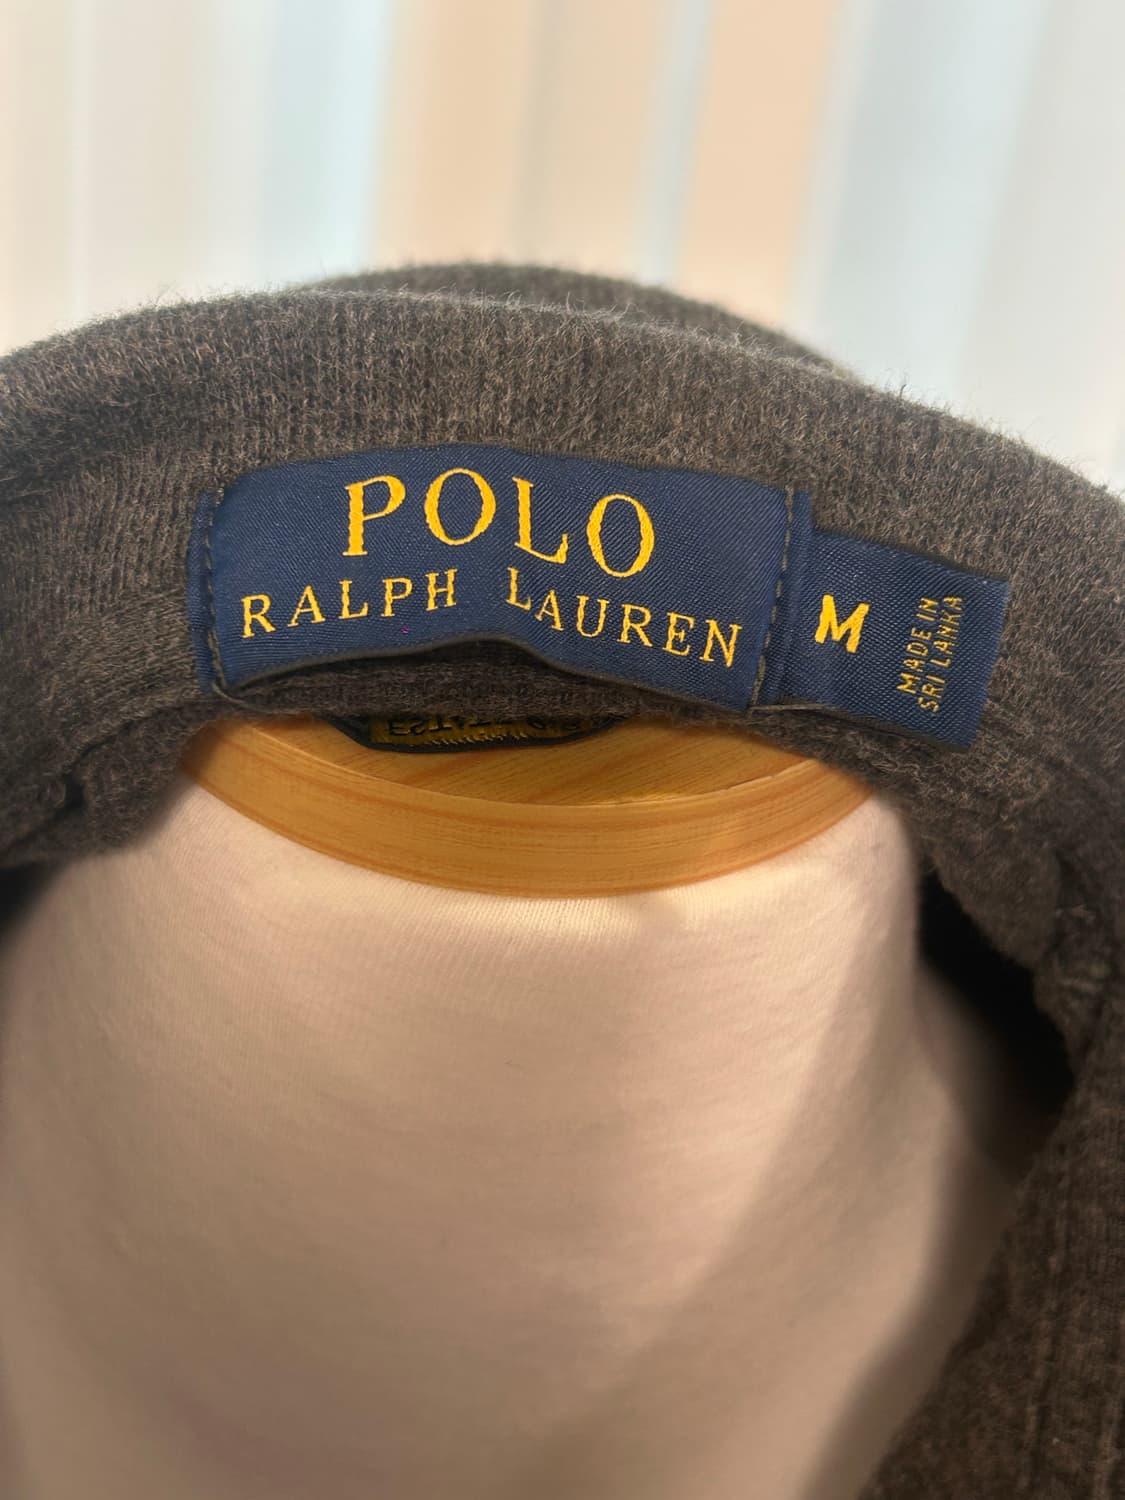 POLO
RALPH LAUREN
M
MADE IN
SRI LANKA